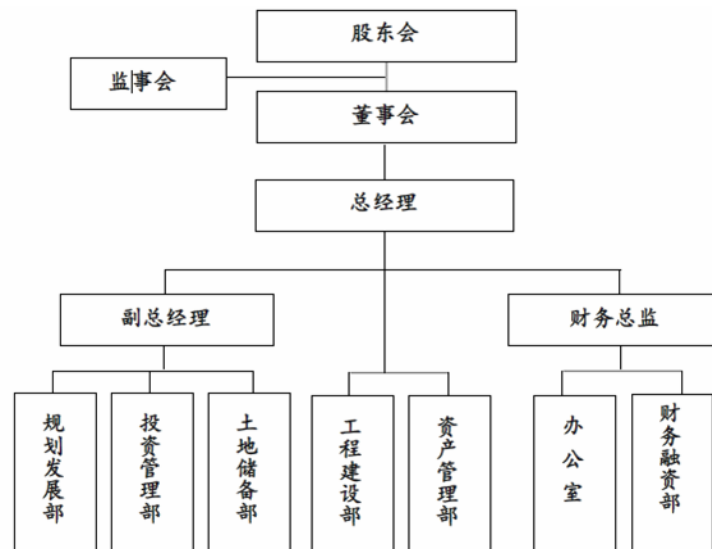 股东会
监事会
董事会
总经理
副总经理
财务总监
规划发展部
投资管理部
土地储备部
工程建设部
资产管理部
办公室
财务融资部